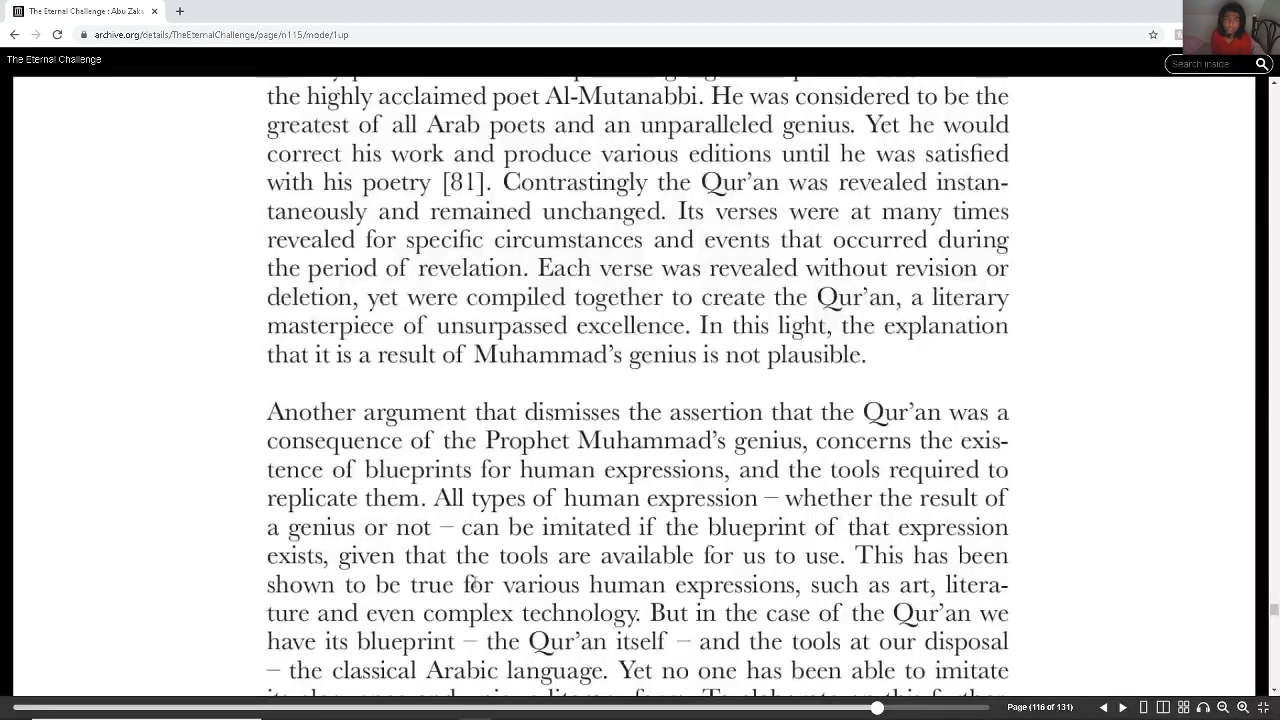 The Eternal Challenge : Abu Zaka
archive.org/details/TheEternalChallenge/page/n115/mode/1up
The Eternal Challenge
Search inside
the highly acclaimed poet Al-Mutanabbi. He was considered to be the
greatest of all Arab poets and an unparalleled genius. Yet he would
correct his work and produce various editions until he was satisfied
with his poetry [81]. Contrastingly the Qur’an was revealed instan-
taneously and remained unchanged. Its verses were at many times
revealed for specific circumstances and events that occurred during
the period of revelation. Each verse was revealed without revision or
deletion, yet were compiled together to create the Qur’an, a literary
masterpiece of unsurpassed excellence. In this light, the explanation
that it is a result of Muhammad’s genius is not plausible.
Another argument that dismisses the assertion that the Qur’an was a
consequence of the Prophet Muhammad’s genius, concerns the exis-
tence of blueprints for human expressions, and the tools required to
replicate them. All types of human expression – whether the result of
a genius or not – can be imitated if the blueprint of that expression
exists, given that the tools are available for us to use. This has been
shown to be true for various human expressions, such as art, litera-
ture and even complex technology. But in the case of the Qur’an we
have its blueprint – the Qur’an itself – and the tools at our disposal
– the classical Arabic language. Yet no one has been able to imitate
Page (116 of 131)